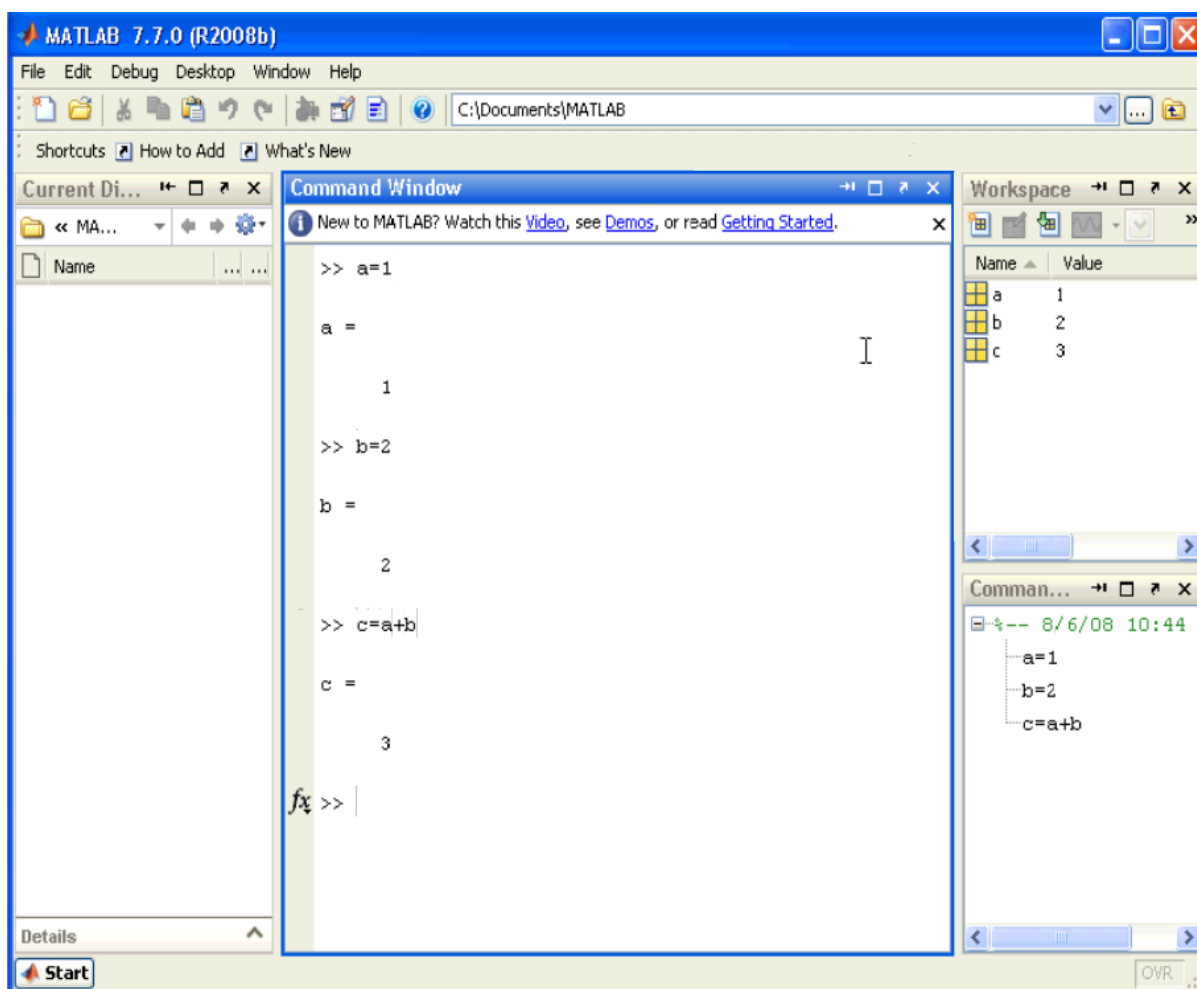 MATLAB 7.7.0 (R2008b)
File Edit Debug Desktop Window Help
C:\Documents\MATLAB
...
Shortcuts How to Add What's New
Current Di...
« MA...
Name ... ...
Details
Command Window
New to MATLAB? Watch this Video, see Demos, or read Getting Started.
>> a=1
a =
1
>> b=2
b =
2
>> c=a+b
c =
3
fx >>
Workspace
»
Name Value
a 1
b 2
c 3
Comman...
%-- 8/6/08 10:44
a=1
b=2
c=a+b
Start
OVR